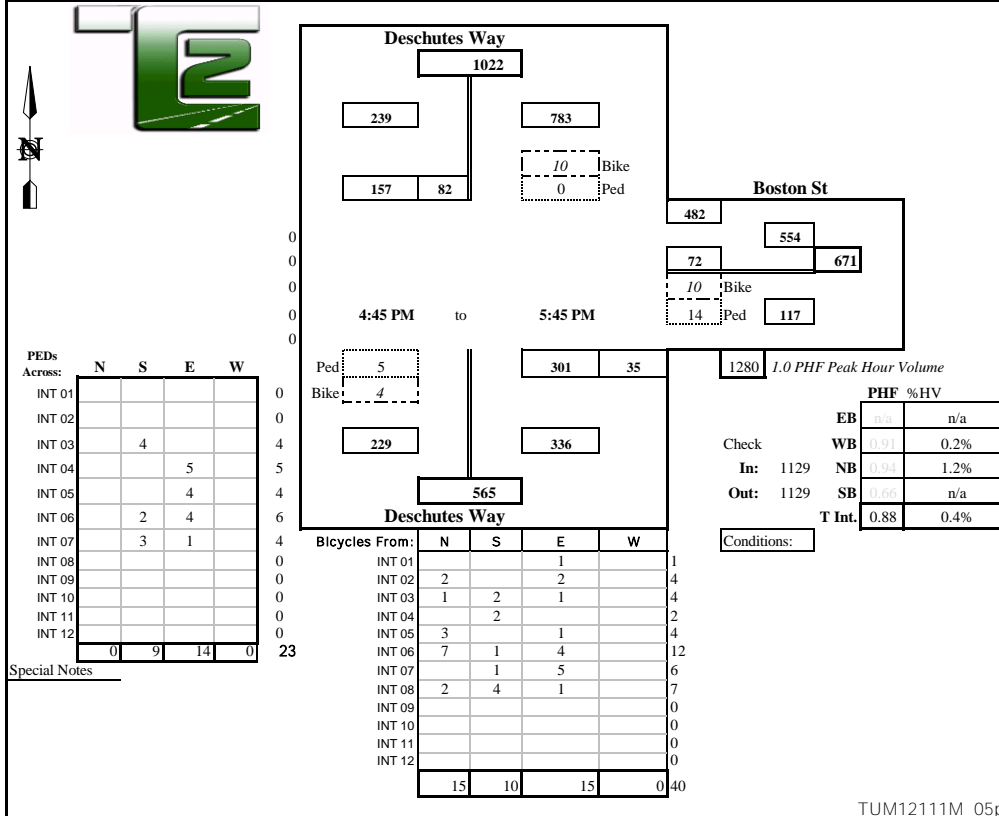 TC2
Deschutes Way
1022
239 783
10 Bike
157 82 0 Ped
N
Boston St
482
0 554
0 72 671
0 10 Bike
0 4:45 PM to 5:45 PM 14 Ped 117
0
Ped 5 301 35 1280 1.0 PHF Peak Hour Volume
Bike 4
PHF %HV
EB n/a n/a
229 336 Check WB 0.91 0.2%
In: 1129 NB 0.94 1.2%
565 Out: 1129 SB 0.66 n/a
Deschutes Way T Int. 0.88 0.4%
Conditions:
PEDs
Across: N S E W
INT 01 0
INT 02 0
INT 03 4 4
INT 04 5 5
INT 05 4 4
INT 06 2 4 6
INT 07 3 1 4
INT 08 0
INT 09 0
INT 10 0
INT 11 0
INT 12 0
0 9 14 0 23
Special Notes
Bicycles From: N S E W
INT 01 1 1
INT 02 2 2 4
INT 03 1 2 1 4
INT 04 2 2
INT 05 3 1 4
INT 06 7 1 4 12
INT 07 1 5 6
INT 08 2 4 1 7
INT 09 0
INT 10 0
INT 11 0
INT 12 0
15 10 15 0 40
TUM12111M_05p